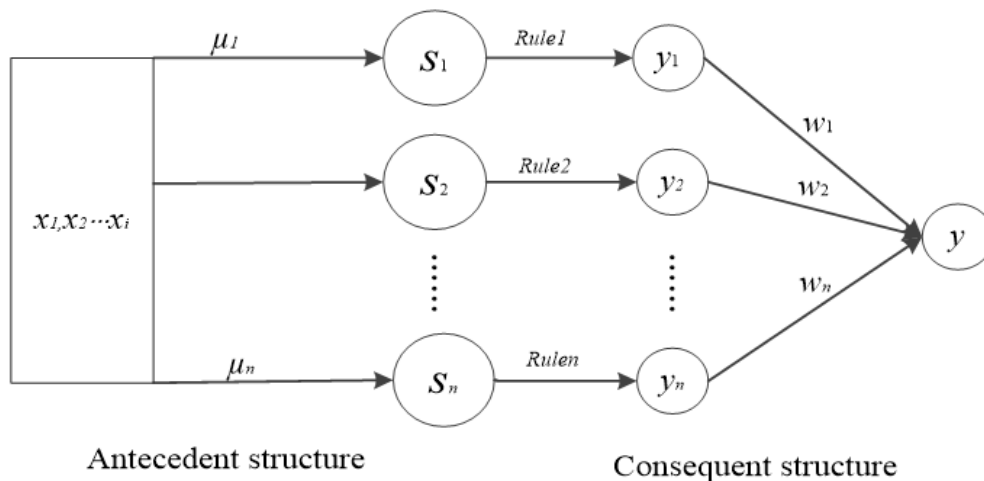 μ1 S1 Rule1 y1
w1
S2 Rule2 y2 w2
x1,x2···xi y
wn
μn Sn Rulen yn
Antecedent structure Consequent structure